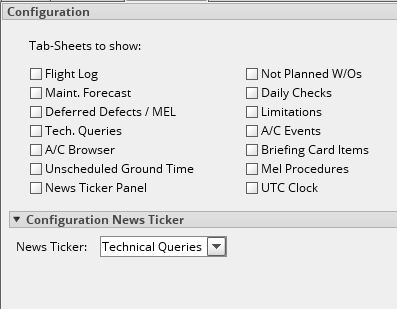 Configuration
Tab-Sheets to show:
Flight Log
Not Planned W/Os
Maint. Forecast
Daily Checks
Deferred Defects / MEL
Limitations
Tech. Queries
A/C Events
A/C Browser
Briefing Card Items
Unscheduled Ground Time
Mel Procedures
News Ticker Panel
UTC Clock
Configuration News Ticker
News Ticker: Technical Queries